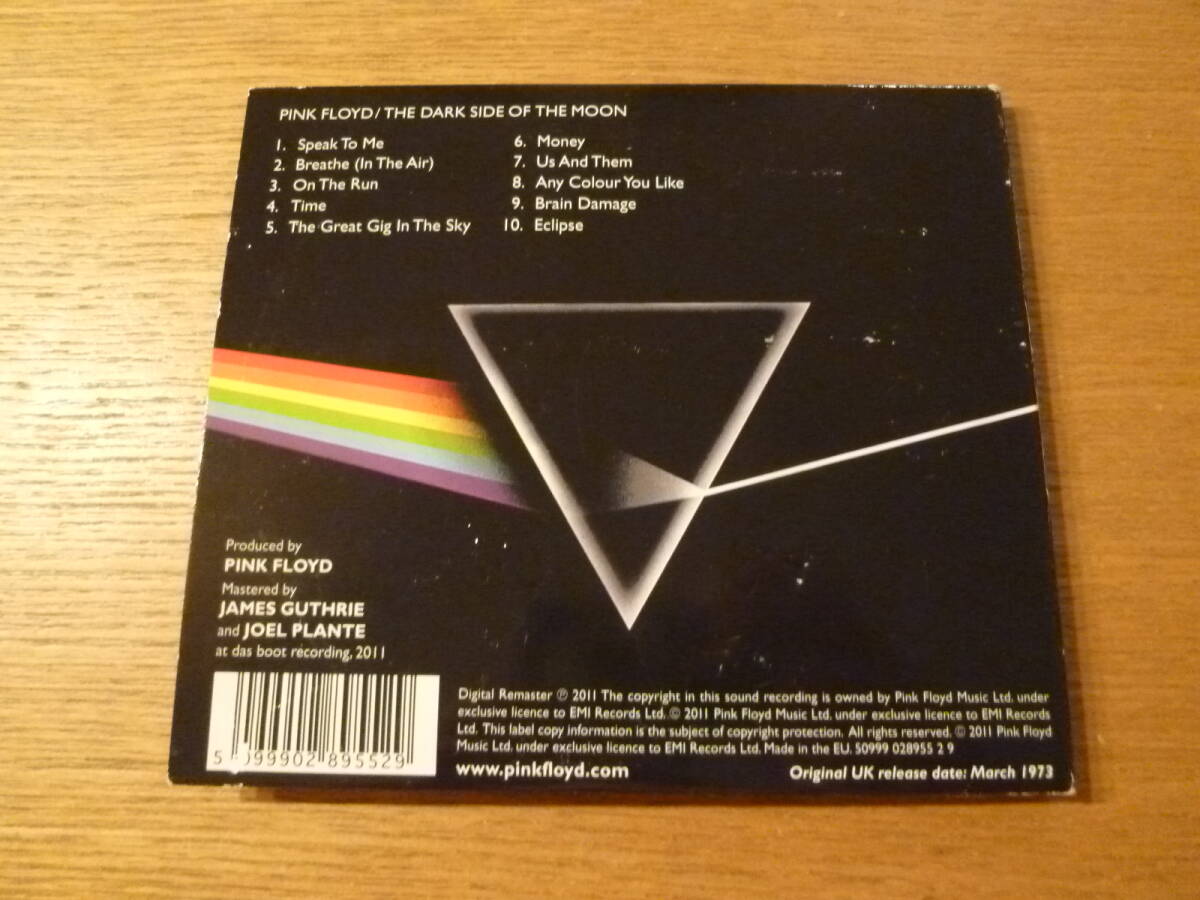 PINK FLOYD/THE DARK SIDE OF THE MOON
1. Speak To Me
2. Breathe (In The Air)
3. On The Run
4. Time
5. The Great Gig In The Sky
6. Money
7. Us And Them
8. Any Colour You Like
9. Brain Damage
10. Eclipse
Produced by
PINK FLOYD
Mastered by
JAMES GUTHRIE
and JOEL PLANTE
at das boot recording, 2011
5 099902 895529
Digital Remaster ℗ 2011 The copyright in this sound recording is owned by Pink Floyd Music Ltd. under
exclusive licence to EMI Records Ltd. © 2011 Pink Floyd Music Ltd. under exclusive licence to EMI Records
Ltd. This label copy information is the subject of copyright protection. All rights reserved. © 2011 Pink Floyd
Music Ltd. under exclusive licence to EMI Records Ltd. Made in the EU. 50999 028955 2 9
www.pinkfloyd.com
Original UK release date: March 1973